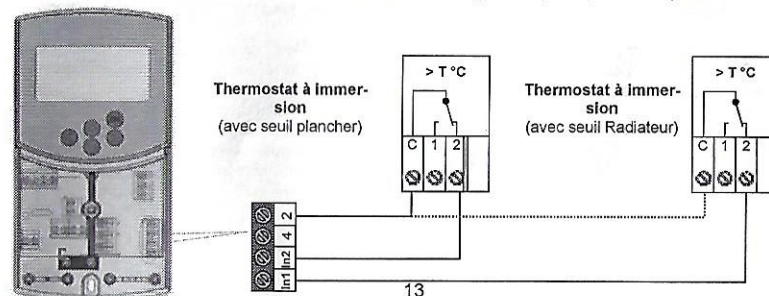 > T °C
> T °C
Thermostat à immer-
sion
(avec seuil plancher)
Thermostat à immer-
sion
(avec seuil Radiateur)
C 1 2
C 1 2
2
4
In2
In1
13